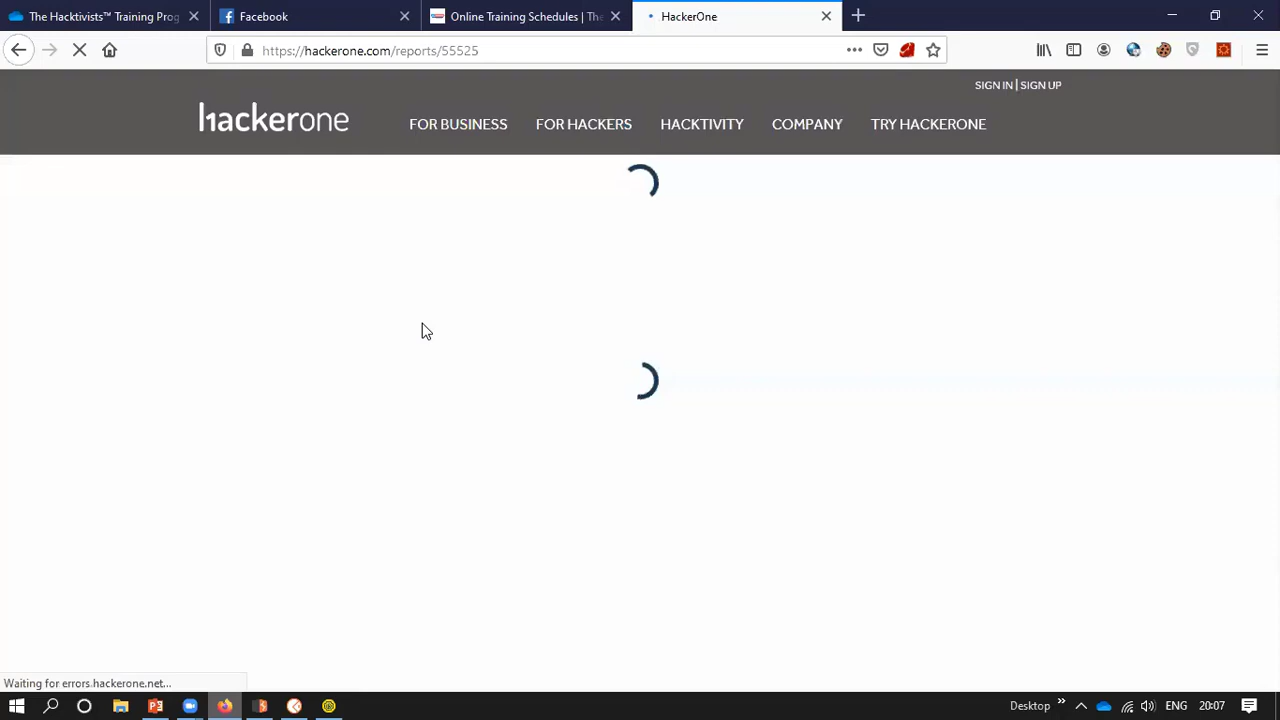 The Hacktivists™ Training Prog
Facebook
Online Training Schedules | The
HackerOne
https://hackerone.com/reports/55525
SIGN IN | SIGN UP
hackerone
FOR BUSINESS
FOR HACKERS
HACKTIVITY
COMPANY
TRY HACKERONE
Waiting for errors.hackerone.net...
Desktop
ENG
20:07